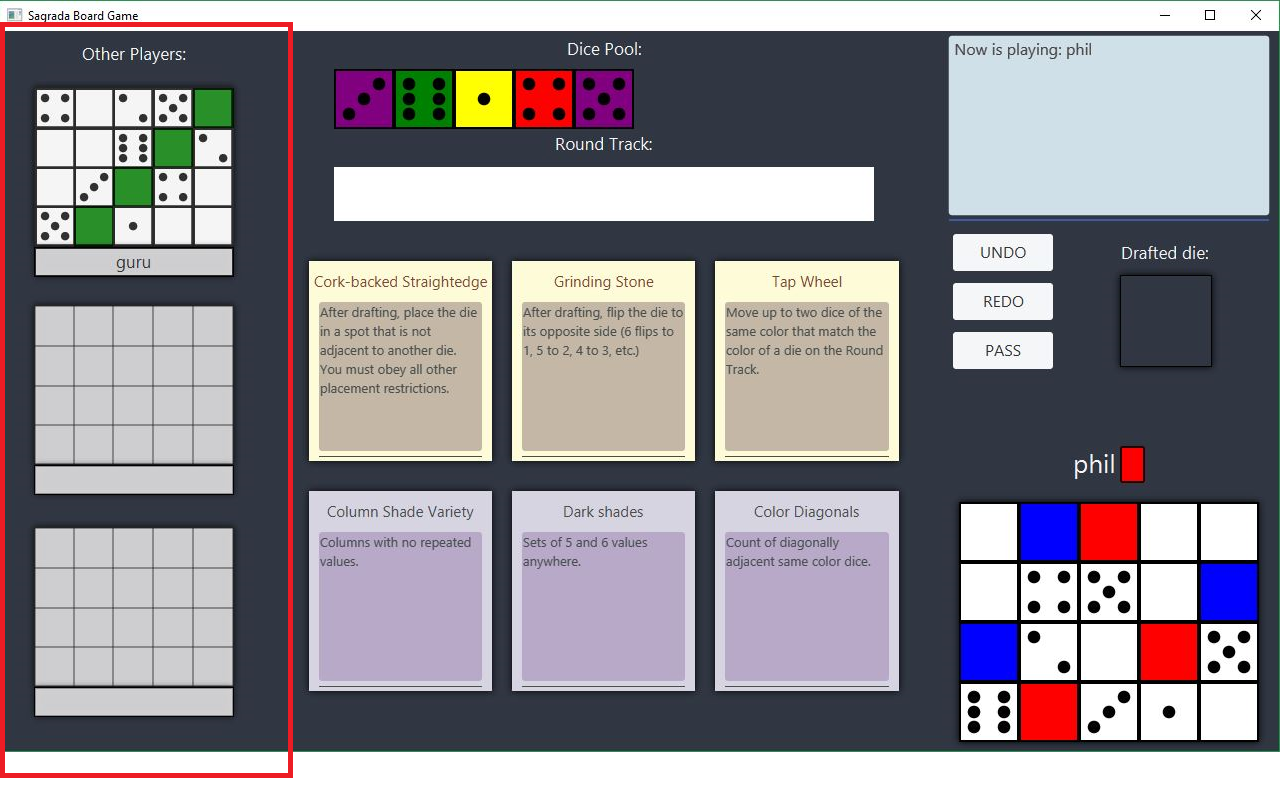 Sagrada Board Game
Other Players:
guru
Dice Pool:
Round Track:
Cork-backed Straightedge
After drafting, place the die
in a spot that is not
adjacent to another die.
You must obey all other
placement restrictions.
Grinding Stone
After drafting, flip the die to
its opposite side (6 flips to
1, 5 to 2, 4 to 3, etc.)
Tap Wheel
Move up to two dice of the
same color that match the
color of a die on the Round
Track.
Column Shade Variety
Columns with no repeated
values.
Dark shades
Sets of 5 and 6 values
anywhere.
Color Diagonals
Count of diagonally
adjacent same color dice.
Now is playing: phil
UNDO
REDO
PASS
Drafted die:
phil